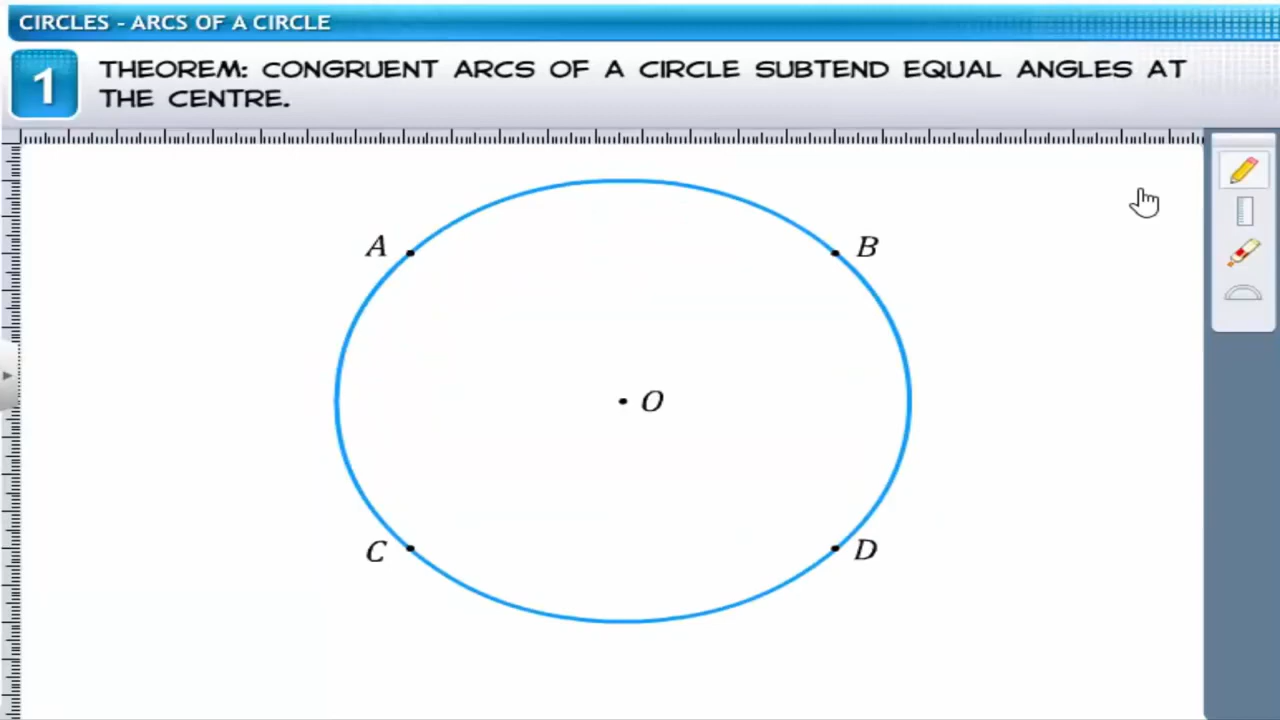 CIRCLES - ARCS OF A CIRCLE
1
THEOREM: CONGRUENT ARCS OF A CIRCLE SUBTEND EQUAL ANGLES AT
THE CENTRE.
A
B
O
C
D